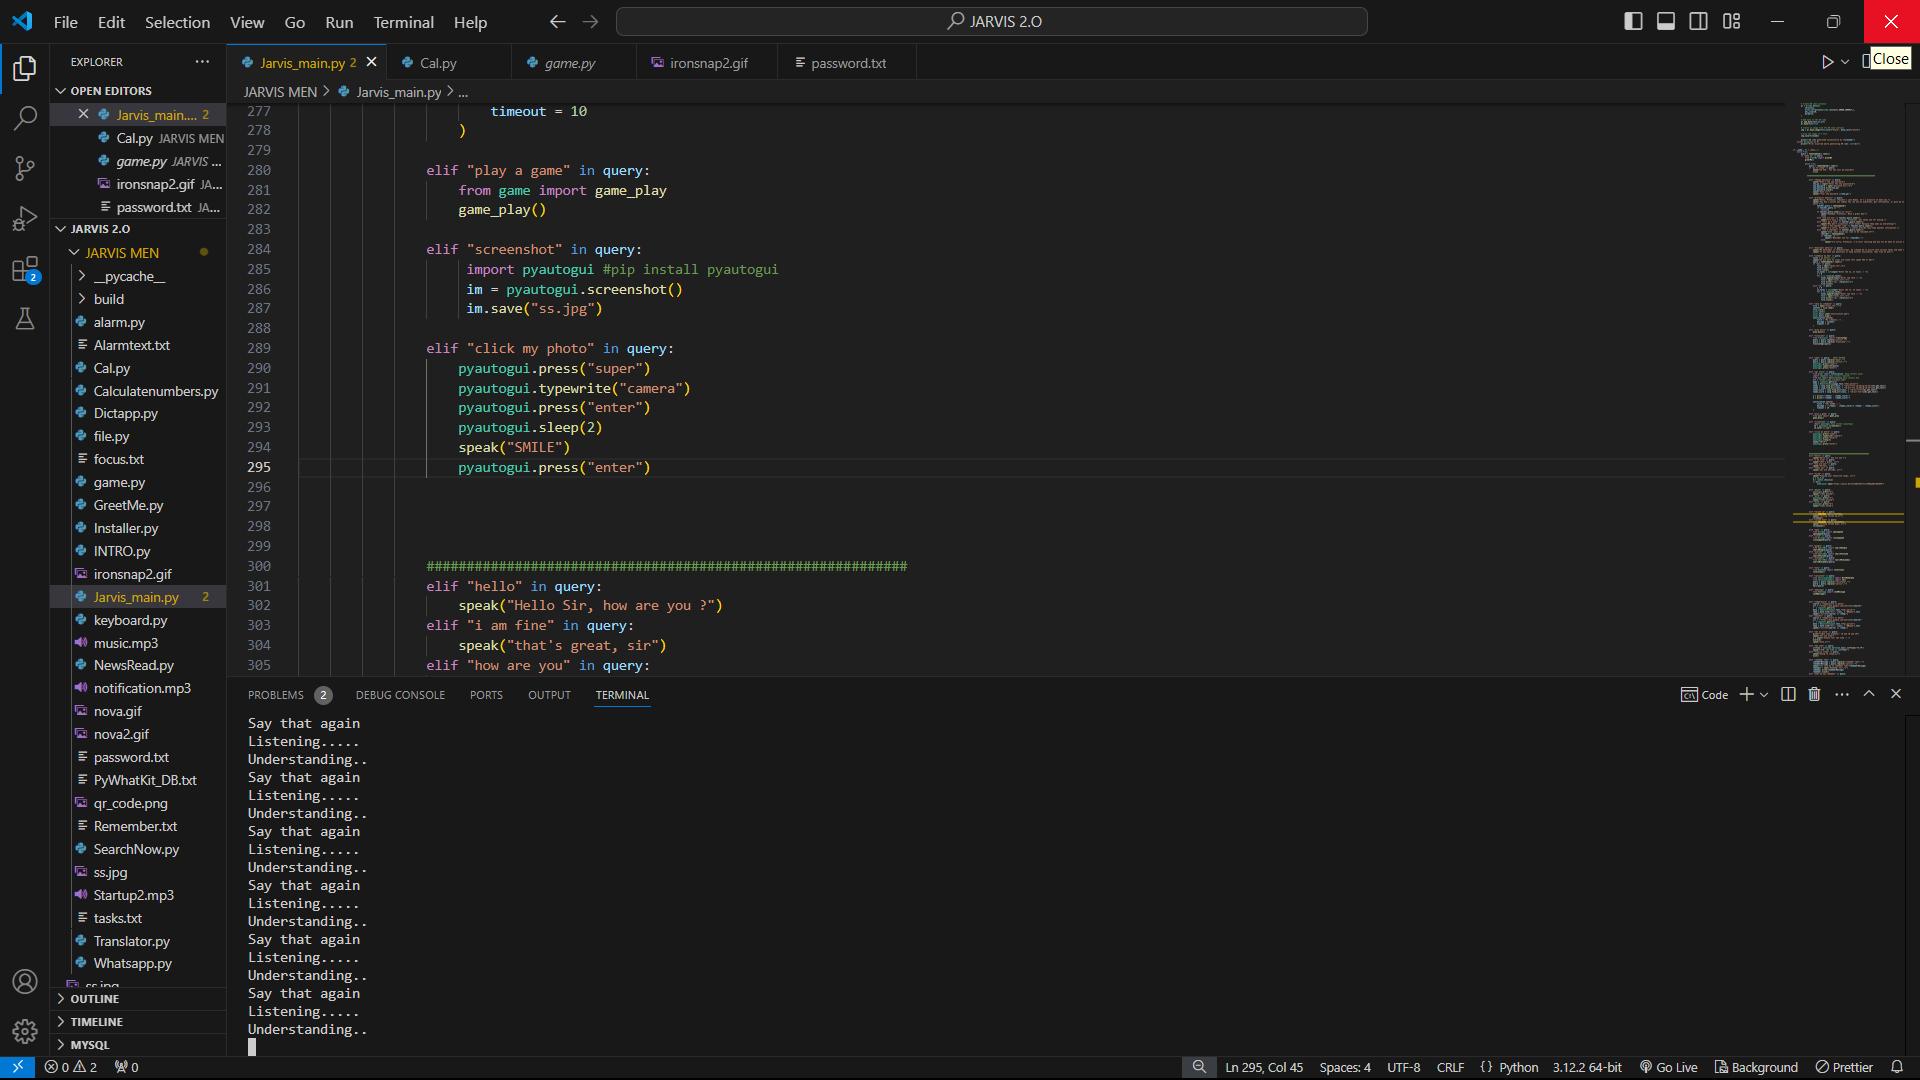 File Edit Selection View Go Run Terminal Help
JARVIS 2.O
Close
EXPLORER
OPEN EDITORS
Jarvis_main.... 2
Cal.py JARVIS MEN
game.py JARVIS ...
ironsnap2.gif JA...
password.txt JA...
JARVIS 2.O
JARVIS MEN
__pycache__
build
alarm.py
Alarmtext.txt
Cal.py
Calculatenumbers.py
Dictapp.py
file.py
focus.txt
game.py
GreetMe.py
Installer.py
INTRO.py
ironsnap2.gif
Jarvis_main.py 2
keyboard.py
music.mp3
NewsRead.py
notification.mp3
nova.gif
nova2.gif
password.txt
PyWhatKit_DB.txt
qr_code.png
Remember.txt
SearchNow.py
ss.jpg
Startup2.mp3
tasks.txt
Translator.py
Whatsapp.py
ss.jpg
OUTLINE
TIMELINE
MYSQL
2
Jarvis_main.py 2 Cal.py game.py ironsnap2.gif password.txt
JARVIS MEN > Jarvis_main.py > ...
277 timeout = 10
278 )
279
280 elif "play a game" in query:
281 from game import game_play
282 game_play()
283
284 elif "screenshot" in query:
285 import pyautogui #pip install pyautogui
286 im = pyautogui.screenshot()
287 im.save("ss.jpg")
288
289 elif "click my photo" in query:
290 pyautogui.press("super")
291 pyautogui.typewrite("camera")
292 pyautogui.press("enter")
293 pyautogui.sleep(2)
294 speak("SMILE")
295 pyautogui.press("enter")
296
297
298
299
300 ############################################################
301 elif "hello" in query:
302 speak("Hello Sir, how are you ?")
303 elif "i am fine" in query:
304 speak("that's great, sir")
305 elif "how are you" in query:
PROBLEMS 2 DEBUG CONSOLE PORTS OUTPUT TERMINAL
Code
Say that again
Listening.....
Understanding..
Say that again
Listening.....
Understanding..
Say that again
Listening.....
Understanding..
Say that again
Listening.....
Understanding..
Say that again
Listening.....
Understanding..
Say that again
Listening.....
Understanding..
0 2 0
Ln 295, Col 45 Spaces: 4 UTF-8 CRLF {} Python 3.12.2 64-bit Go Live Background Prettier